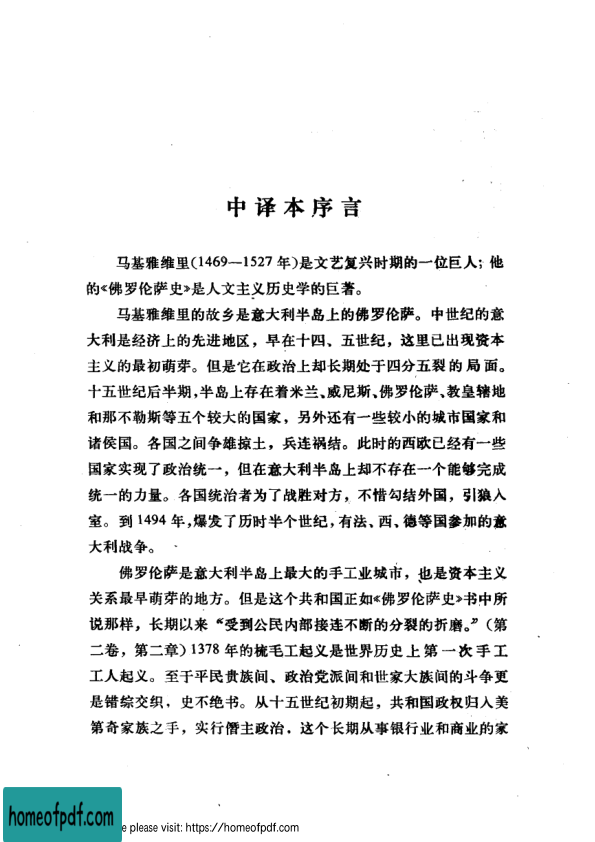 中译本序言
马基雅维里(1469—1527年)是文艺复兴时期的一位巨人；他
的《佛罗伦萨史》是人文主义历史学的巨著。
马基雅维里的故乡是意大利半岛上的佛罗伦萨。中世纪的意
大利是经济上的先进地区，早在十四、五世纪，这里已出现资本
主义的最初萌芽。但是它在政治上却长期处于四分五裂的局面。
十五世纪后半期，半岛上存在着米兰、威尼斯、佛罗伦萨、教皇辖地
和那不勒斯等五个较大的国家，另外还有一些较小的城市国家和
诸侯国。各国之间争雄掠土，兵连祸结。此时的西欧已经有一些
国家实现了政治统一，但在意大利半岛上却不存在一个能够完成
统一的力量。各国统治者为了战胜对方，不惜勾结外国，引狼入
室。到1494年，爆发了历时半个世纪，有法、西、德等国参加的意
大利战争。
佛罗伦萨是意大利半岛上最大的手工业城市，也是资本主义
关系最早萌芽的地方。但是这个共和国正如《佛罗伦萨史》书中所
说那样，长期以来“受到公民内部接连不断的分裂的折磨。”(第
二卷，第二章)1378年的梳毛工起义是世界历史上第一次手工
工人起义。至于平民贵族间、政治党派间和世家大族间的斗争更
是错综交织，史不绝书。从十五世纪初期起，共和国政权归入美
第奇家族之手，实行僭主政治．这个长期从事银行业和商业的家
homeofpdf.com
e please visit: https://homeofpdf.com